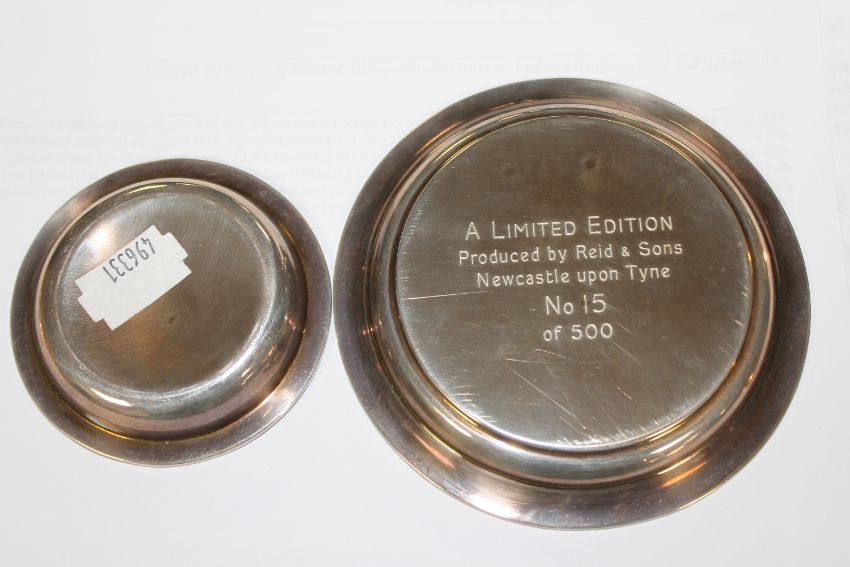 496331
A LIMITED EDITION
Produced by Reid & Sons
Newcastle upon Tyne
No 15
of 500